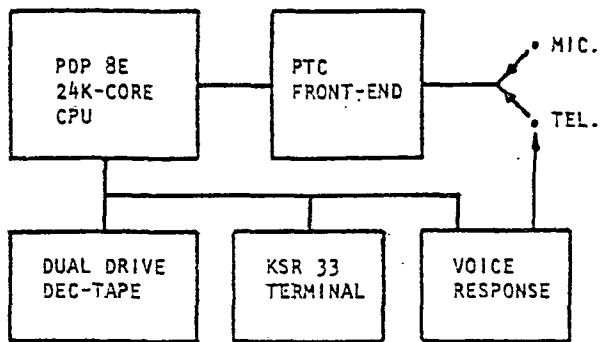 PDP 8E
24K-CORE
CPU
PTC
FRONT-END
MIC.
TEL.
DUAL DRIVE
DEC-TAPE
KSR 33
TERMINAL
VOICE
RESPONSE